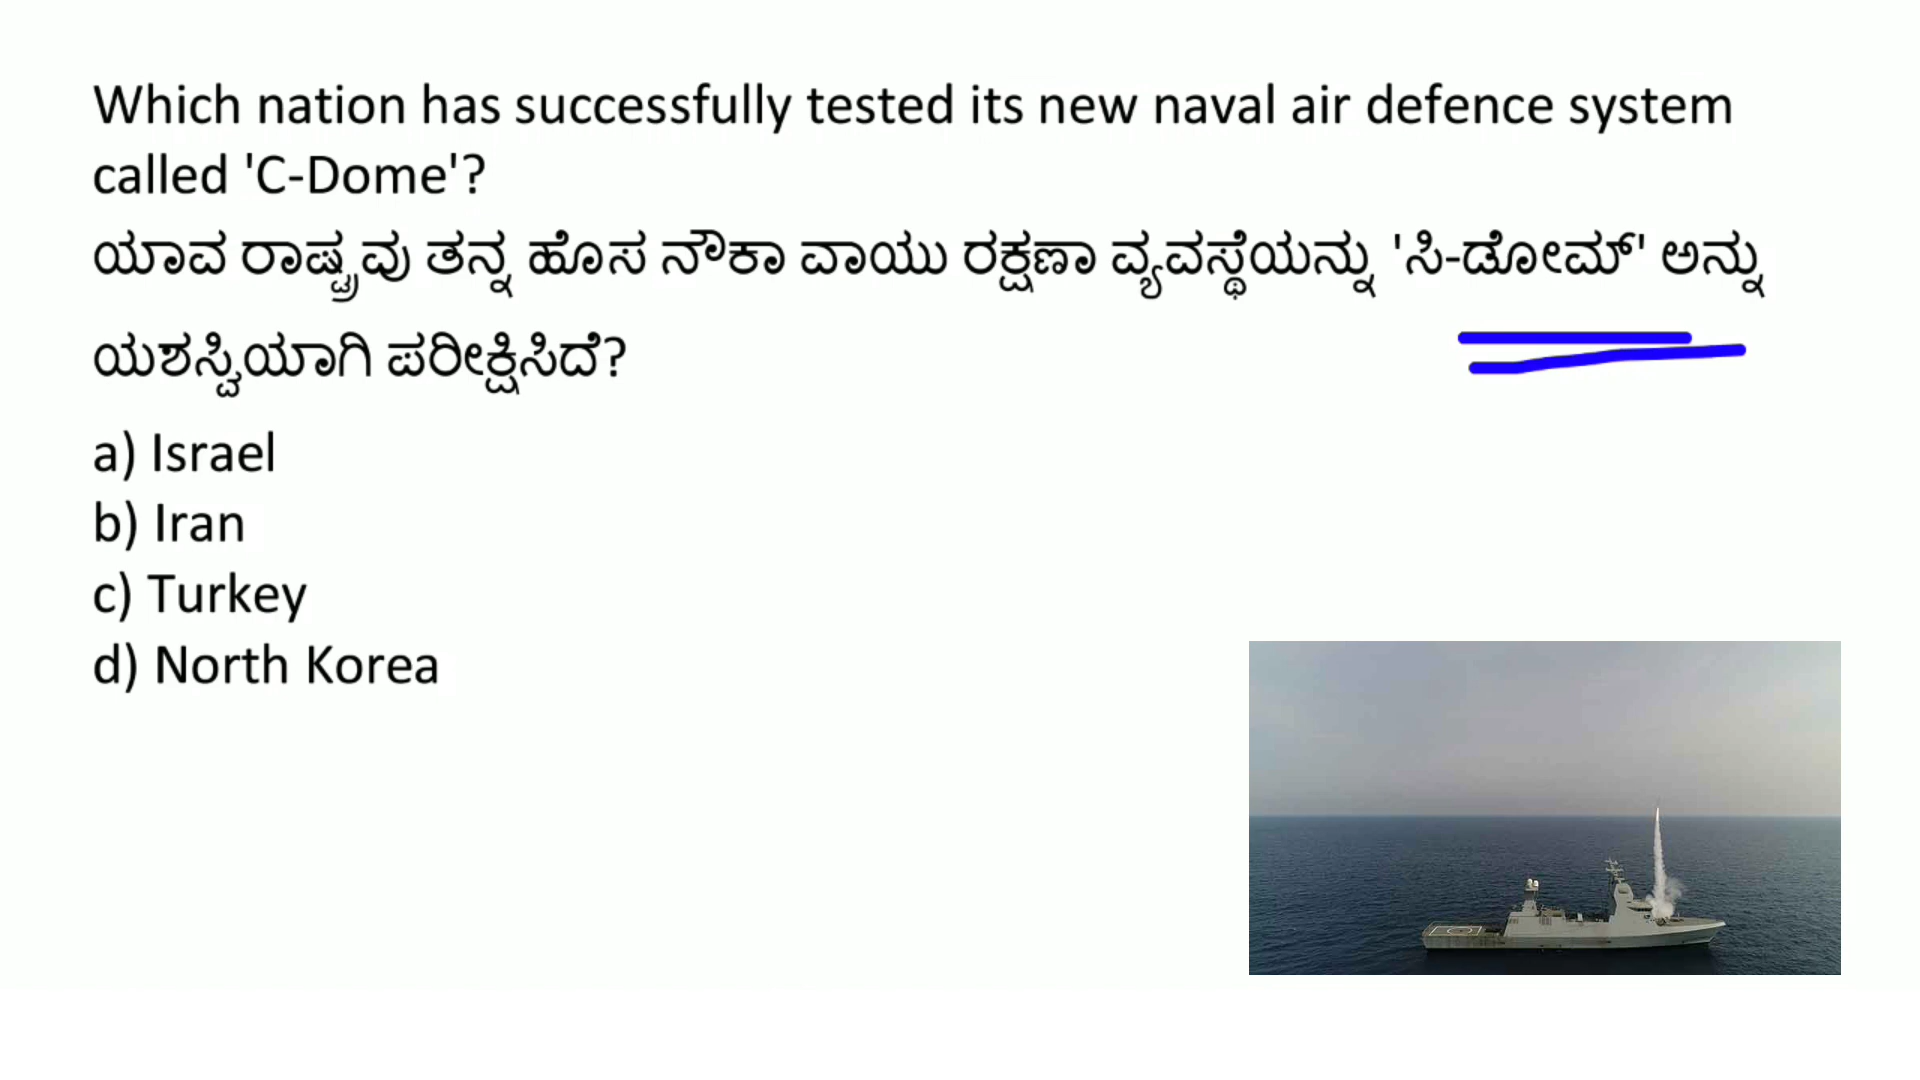 Which nation has successfully tested its new naval air defence system
called 'C-Dome'?
ಯಾವ ರಾಷ್ಟ್ರವು ತನ್ನ ಹೊಸ ನೌಕಾ ವಾಯು ರಕ್ಷಣಾ ವ್ಯವಸ್ಥೆಯನ್ನು 'ಸಿ-ಡೋಮ್' ಅನ್ನು
ಯಶಸ್ವಿಯಾಗಿ ಪರೀಕ್ಷಿಸಿದೆ?
a) Israel
b) Iran
c) Turkey
d) North Korea